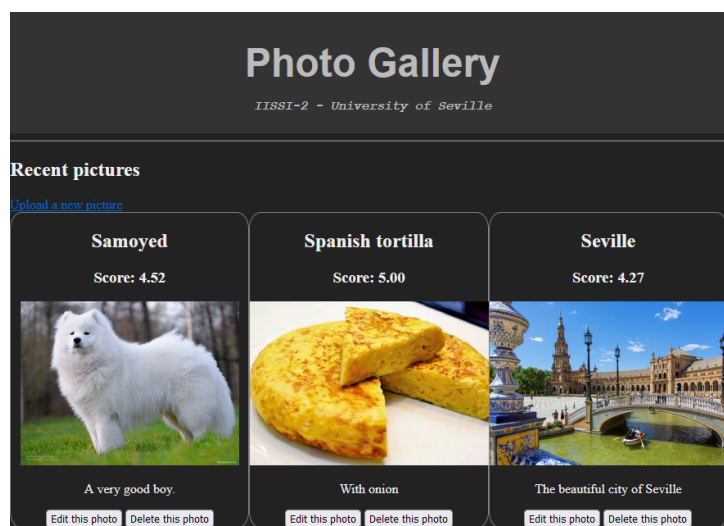 Photo Gallery
IISSI-2 - University of Seville
Recent pictures
Upload a new picture
Samoyed
Score: 4.52
A very good boy.
Edit this photo Delete this photo
Spanish tortilla
Score: 5.00
With onion
Edit this photo Delete this photo
Seville
Score: 4.27
The beautiful city of Seville
Edit this photo Delete this photo